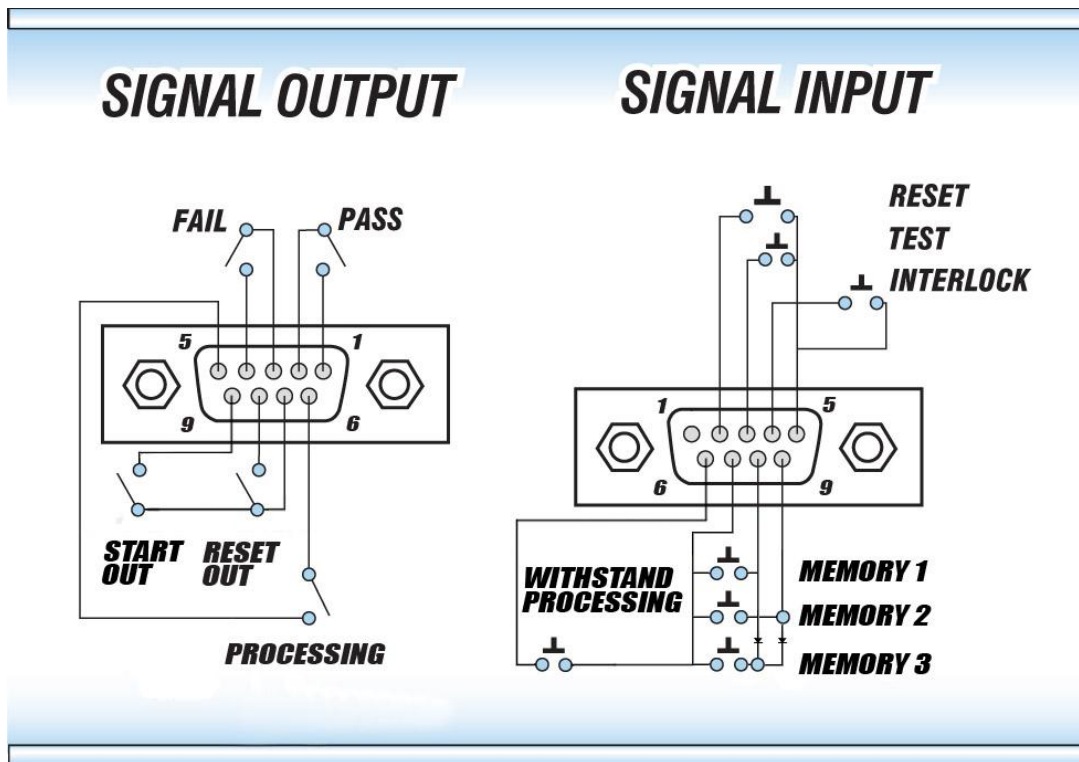 SIGNAL OUTPUT
FAIL
PASS
5
1
9
6
START
OUT
RESET
OUT
PROCESSING
SIGNAL INPUT
RESET
TEST
INTERLOCK
1
5
6
9
WITHSTAND
PROCESSING
MEMORY 1
MEMORY 2
MEMORY 3